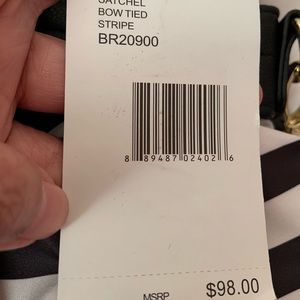 SATCHEL
BOW TIED
STRIPE
BR20900
8 89487 02402 6
MSRP
$98.00